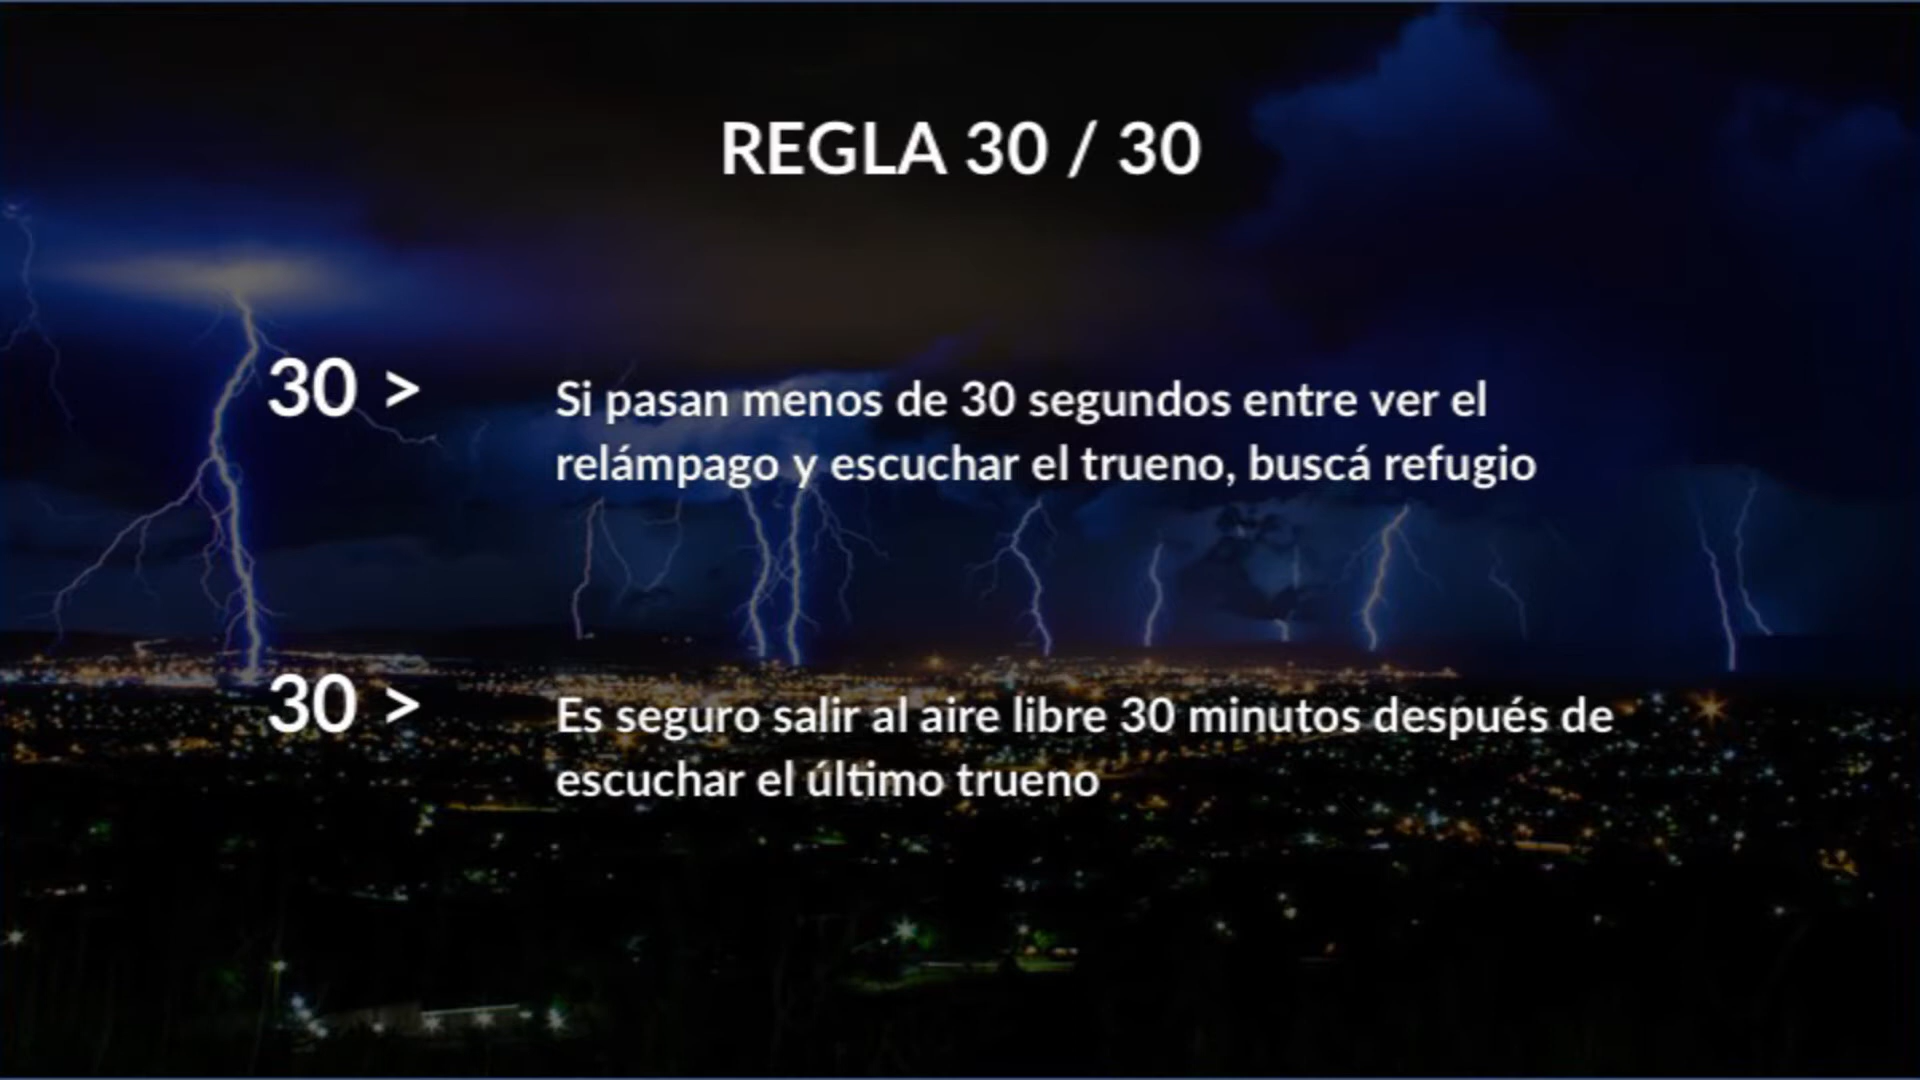 REGLA 30 / 30
30 >
Si pasan menos de 30 segundos entre ver el
relámpago y escuchar el trueno, buscá refugio
30 >
Es seguro salir al aire libre 30 minutos después de
escuchar el último trueno